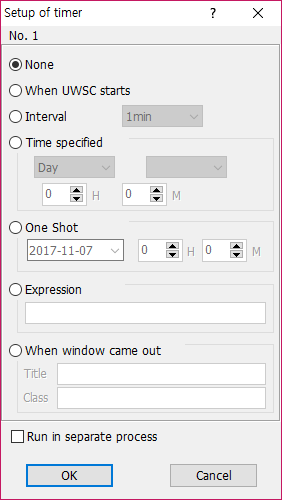 Setup of timer ? ×
No. 1
None
When UWSC starts
Interval 1min
Time specified
Day
0 H 0 M
One Shot
2017-11-07 0 H 0 M
Expression
When window came out
Title
Class
Run in separate process
OK Cancel